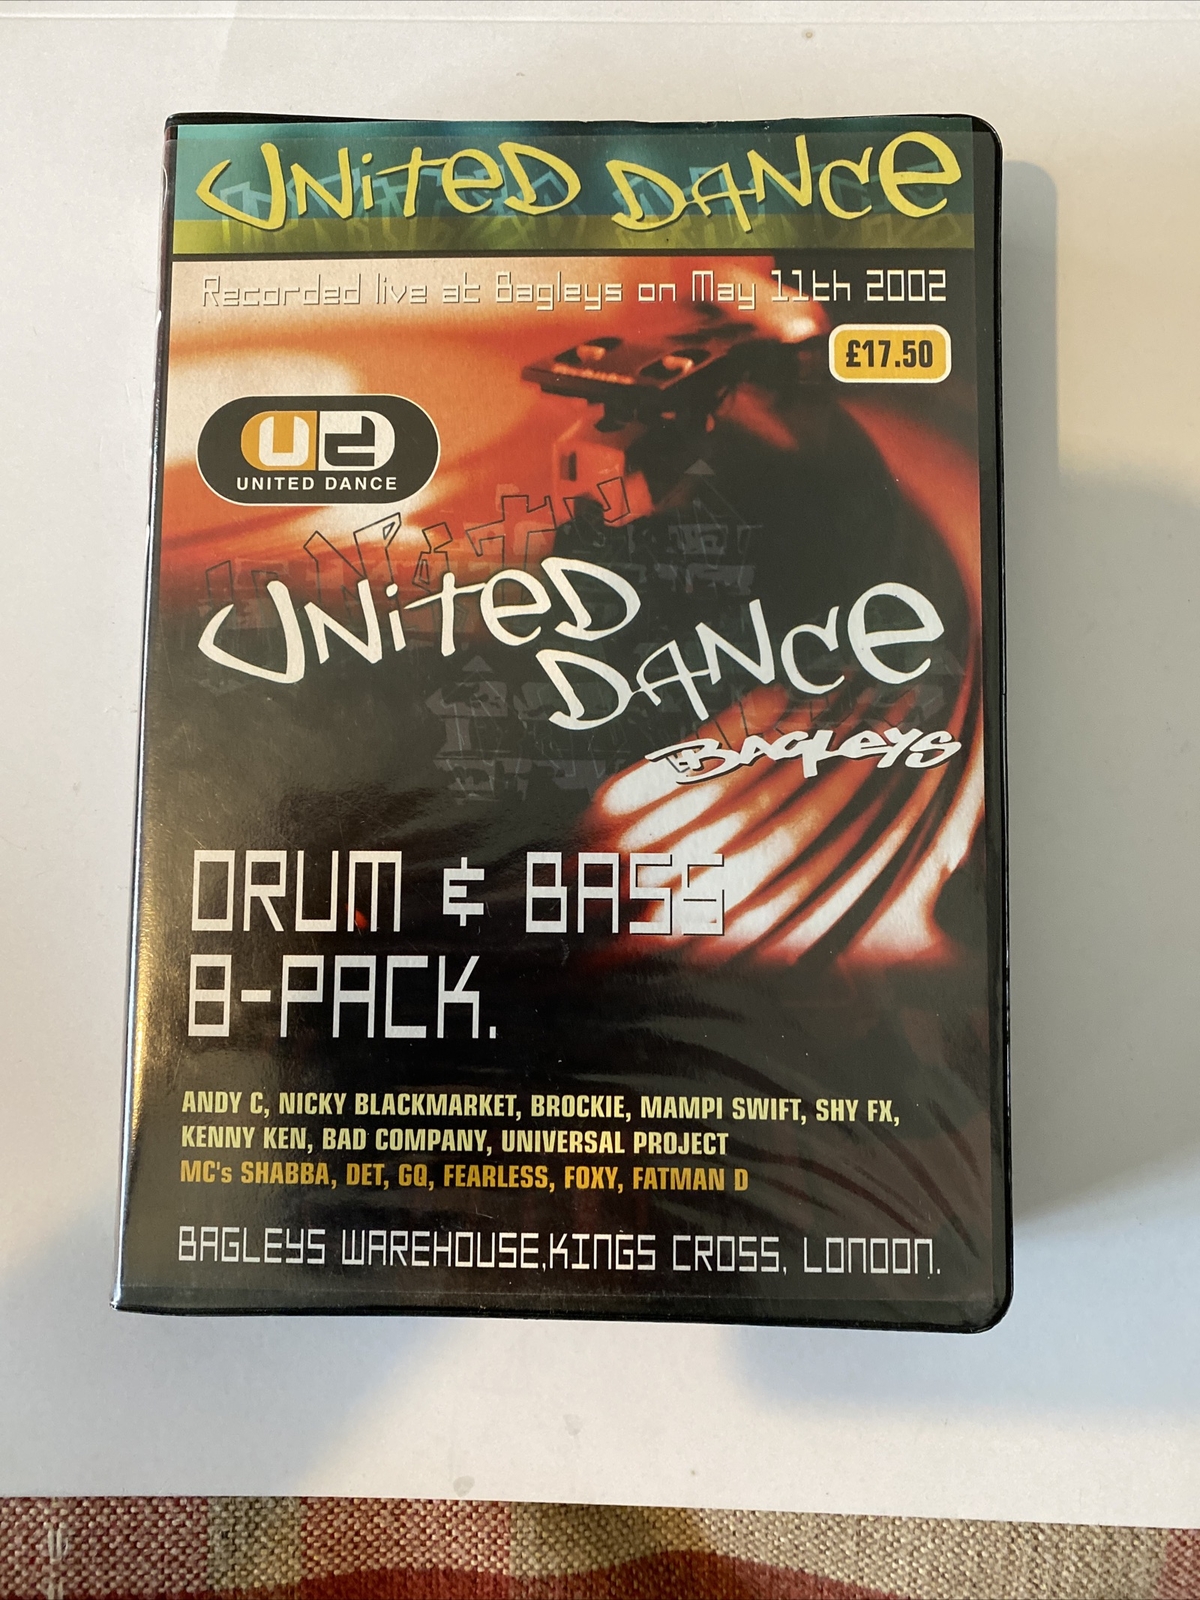 UNiTeD DANCe
Recorded live at Bagleys on May 11th 2002
£17.50
UD
UNITED DANCE
UNiTeD
DANCe
BAGLEYS
DRUM & BASS
8-PACK.
ANDY C, NICKY BLACKMARKET, BROCKIE, MAMPI SWIFT, SHY FX,
KENNY KEN, BAD COMPANY, UNIVERSAL PROJECT
MC's SHABBA, DET, GQ, FEARLESS, FOXY, FATMAN D
BAGLEYS WAREHOUSE,KINGS CROSS, LONDON.